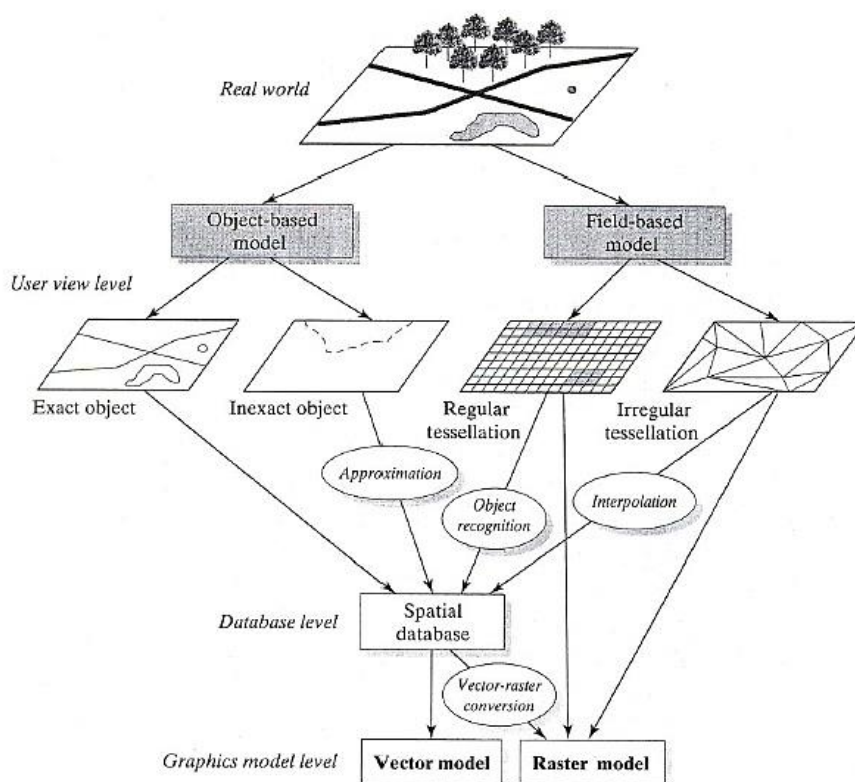 Real world
Object-based
model
Field-based
model
User view level
Exact object
Inexact object
Regular
tessellation
Irregular
tessellation
Approximation
Object
recognition
Interpolation
Database level
Spatial
database
Vector-raster
conversion
Graphics model level
Vector model
Raster model